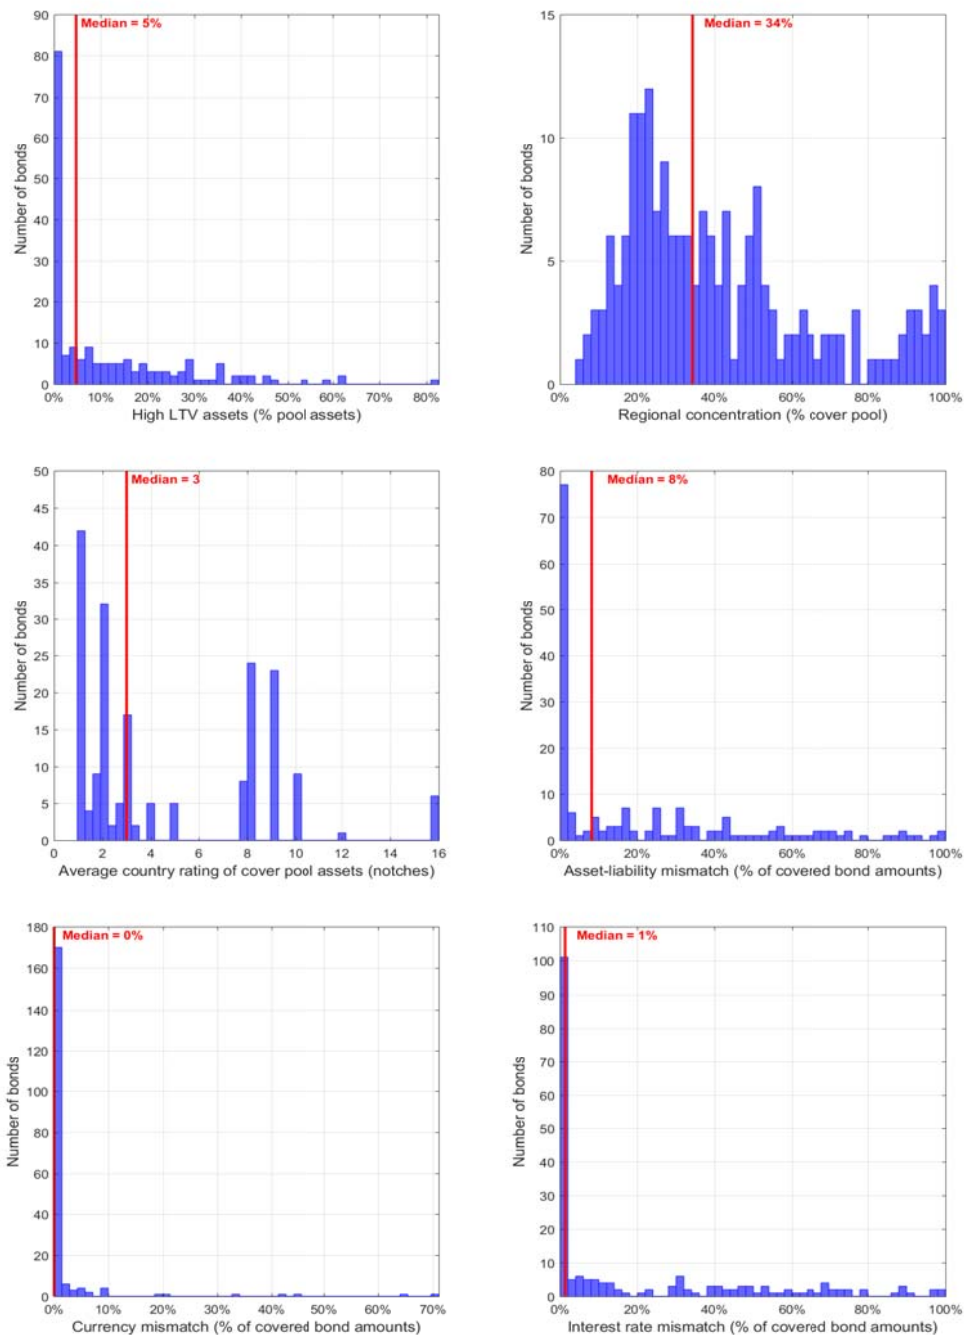 Median = 5%
90
80
70
60
50
40
30
20
10
0
Number of bonds
0% 10% 20% 30% 40% 50% 60% 70% 80%
High LTV assets (% pool assets)
Median = 34%
15
10
5
0
Number of bonds
20% 40% 60% 80% 100%
Regional concentration (% cover pool)
Median = 3
50
45
40
35
30
25
20
15
10
5
0
Number of bonds
0 2 4 6 8 10 12 14 16
Average country rating of cover pool assets (notches)
Median = 8%
80
70
60
50
40
30
20
10
0
Number of bonds
0% 20% 40% 60% 80% 100%
Asset-liability mismatch (% of covered bond amounts)
Median = 0%
180
160
140
120
100
80
60
40
20
0
Number of bonds
0% 10% 20% 30% 40% 50% 60% 70%
Currency mismatch (% of covered bond amounts)
Median = 1%
110
100
90
80
70
60
50
40
30
20
10
0
Number of bonds
0% 20% 40% 60% 80% 100%
Interest rate mismatch (% of covered bond amounts)